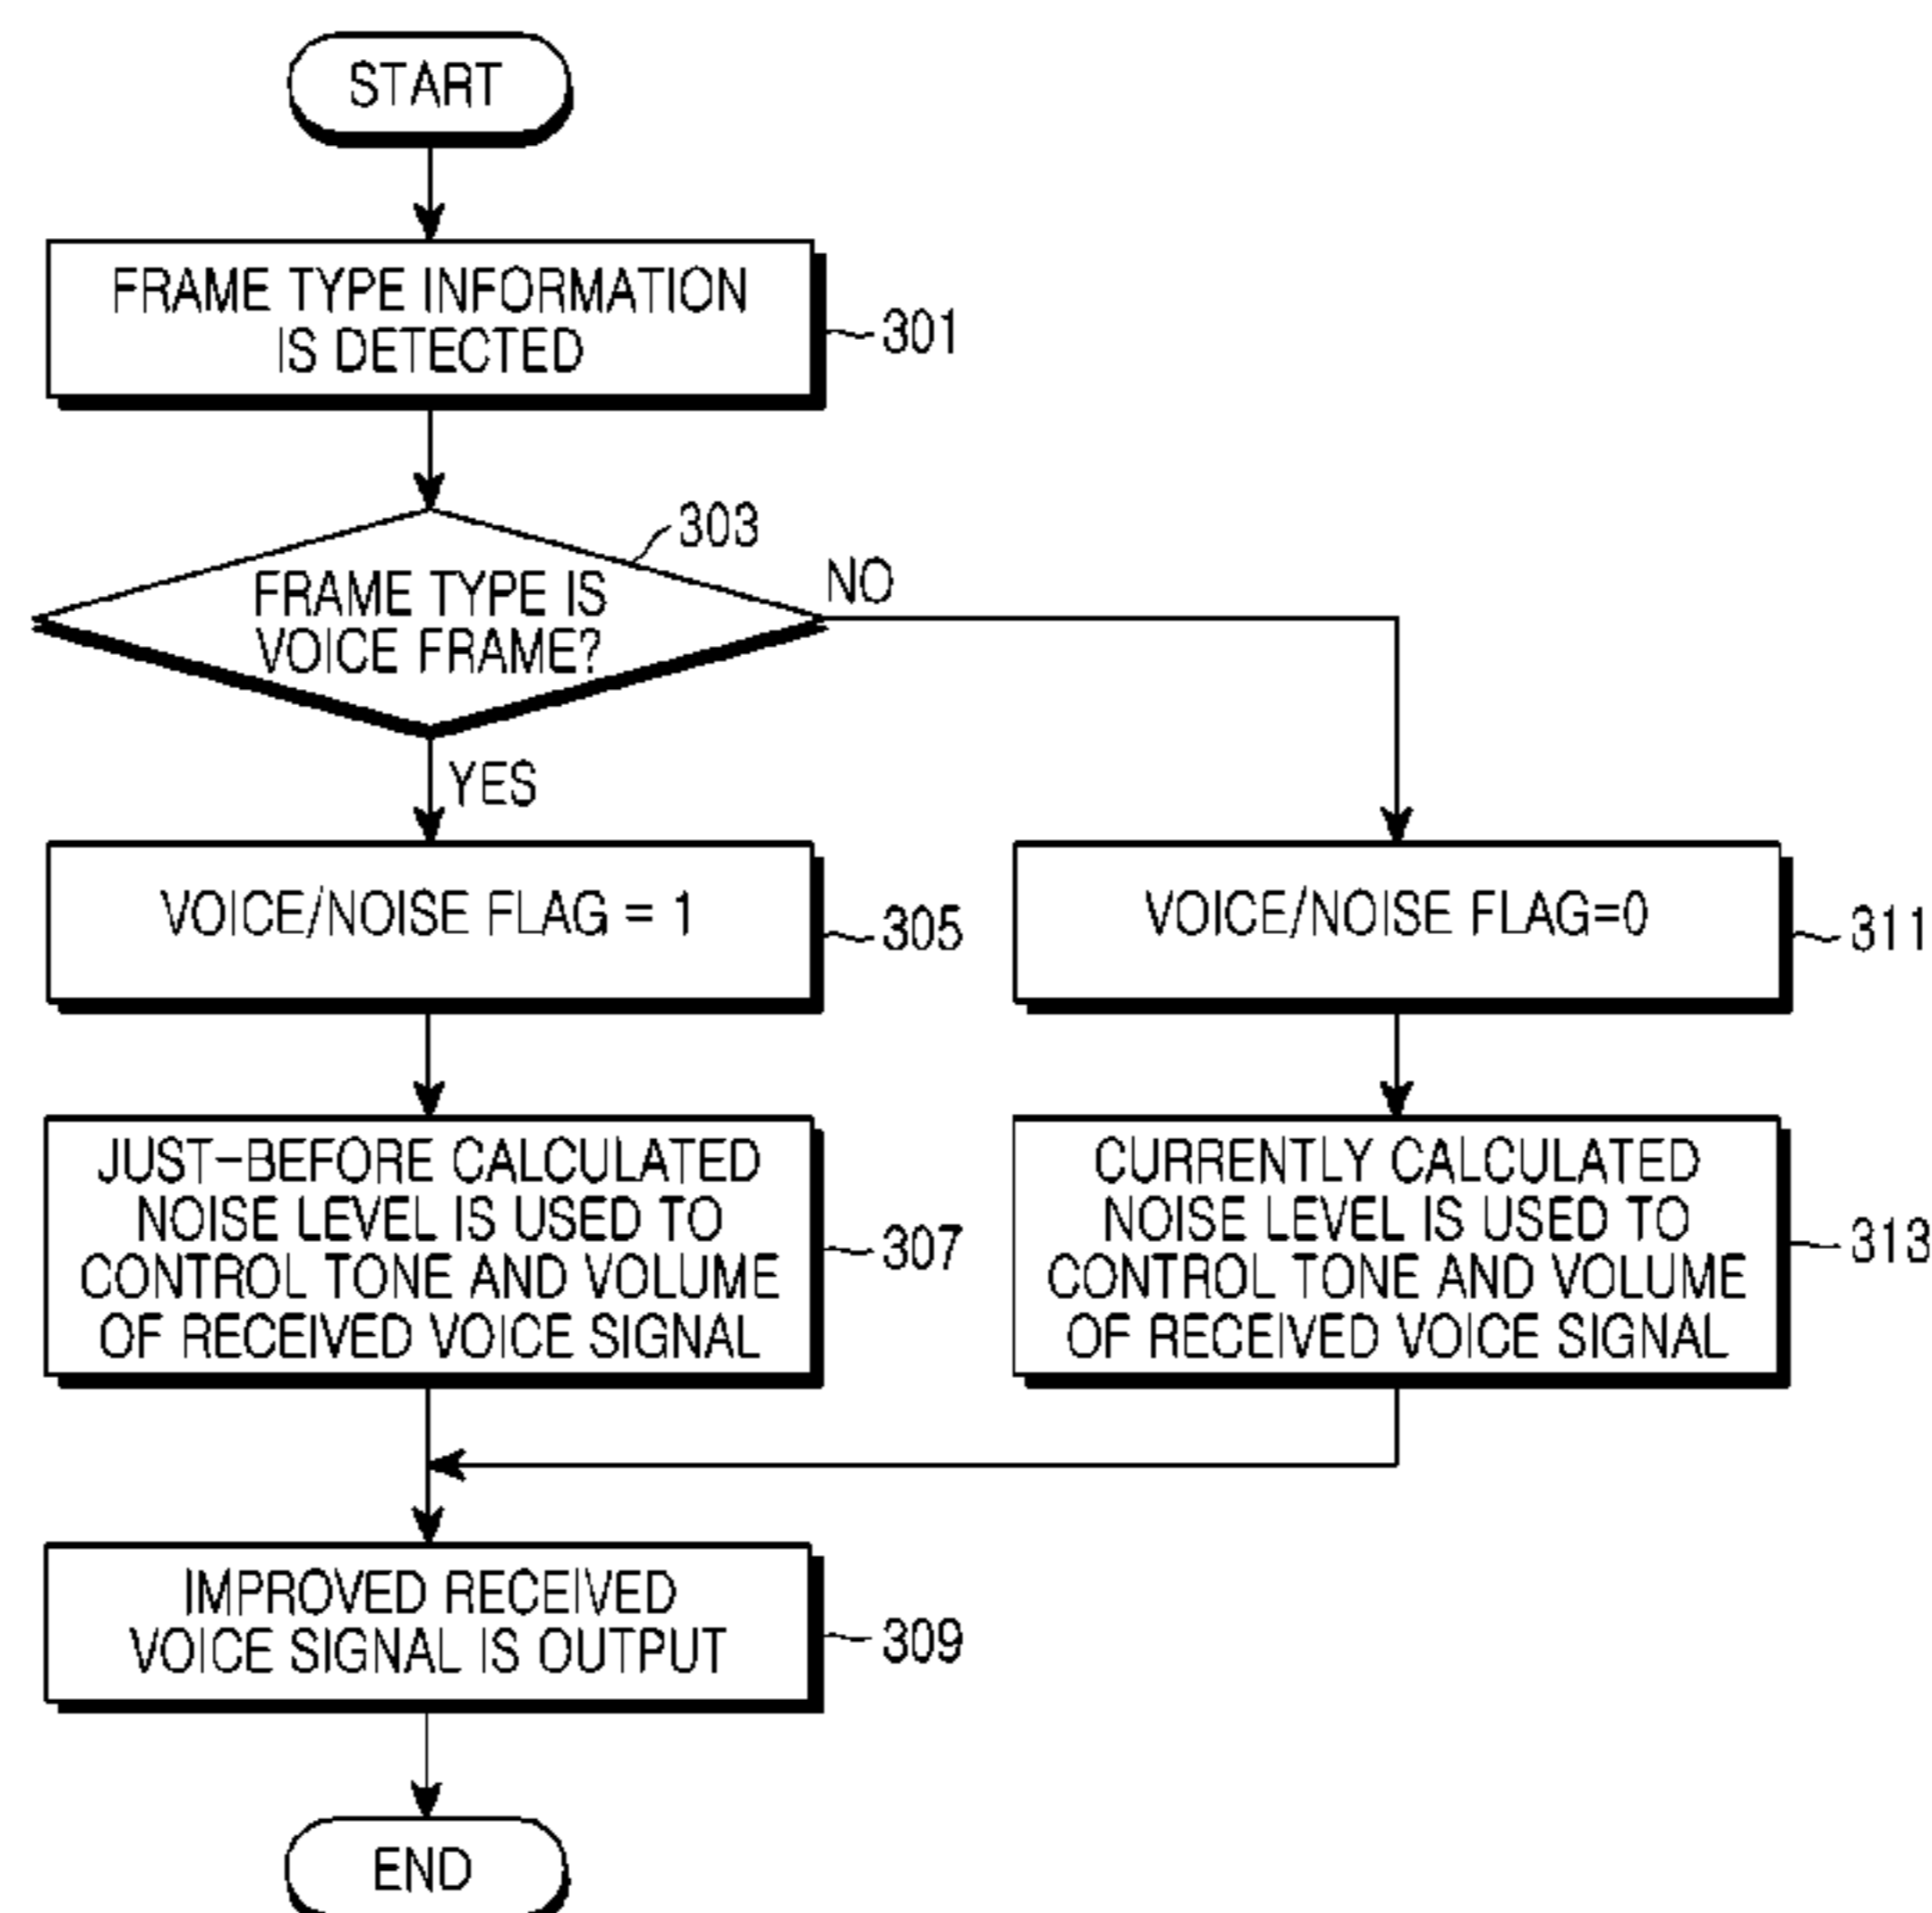 START
FRAME TYPE INFORMATION
IS DETECTED
301
303
FRAME TYPE IS
VOICE FRAME?
NO
YES
VOICE/NOISE FLAG = 1
305
VOICE/NOISE FLAG=0
311
JUST-BEFORE CALCULATED
NOISE LEVEL IS USED TO
CONTROL TONE AND VOLUME
OF RECEIVED VOICE SIGNAL
307
CURRENTLY CALCULATED
NOISE LEVEL IS USED TO
CONTROL TONE AND VOLUME
OF RECEIVED VOICE SIGNAL
313
IMPROVED RECEIVED
VOICE SIGNAL IS OUTPUT
309
END